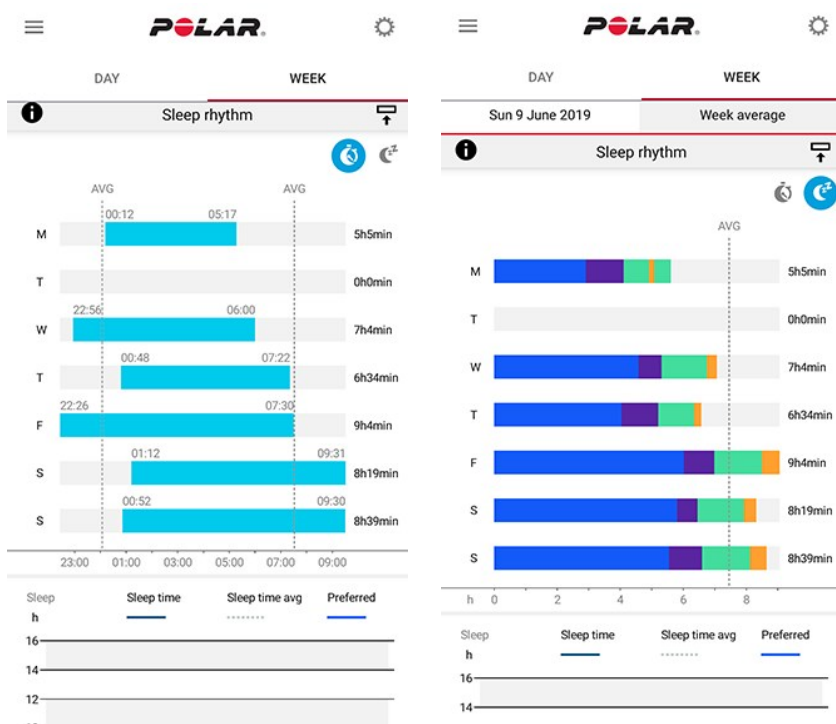 POLAR.
DAY WEEK
Sleep rhythm
AVG AVG
00:12 05:17
M 5h5min
T 0h0min
22:56 06:00
W 7h4min
00:48 07:22
T 6h34min
22:26 07:30
F 9h4min
01:12 09:31
S 8h19min
00:52 09:30
S 8h39min
23:00 01:00 03:00 05:00 07:00 09:00
Sleep Sleep time Sleep time avg Preferred
h
16
14
12
POLAR.
DAY WEEK
Sun 9 June 2019 Week average
Sleep rhythm
AVG
M 5h5min
T 0h0min
W 7h4min
T 6h34min
F 9h4min
S 8h19min
S 8h39min
h 0 2 4 6 8
Sleep Sleep time Sleep time avg Preferred
h
16
14